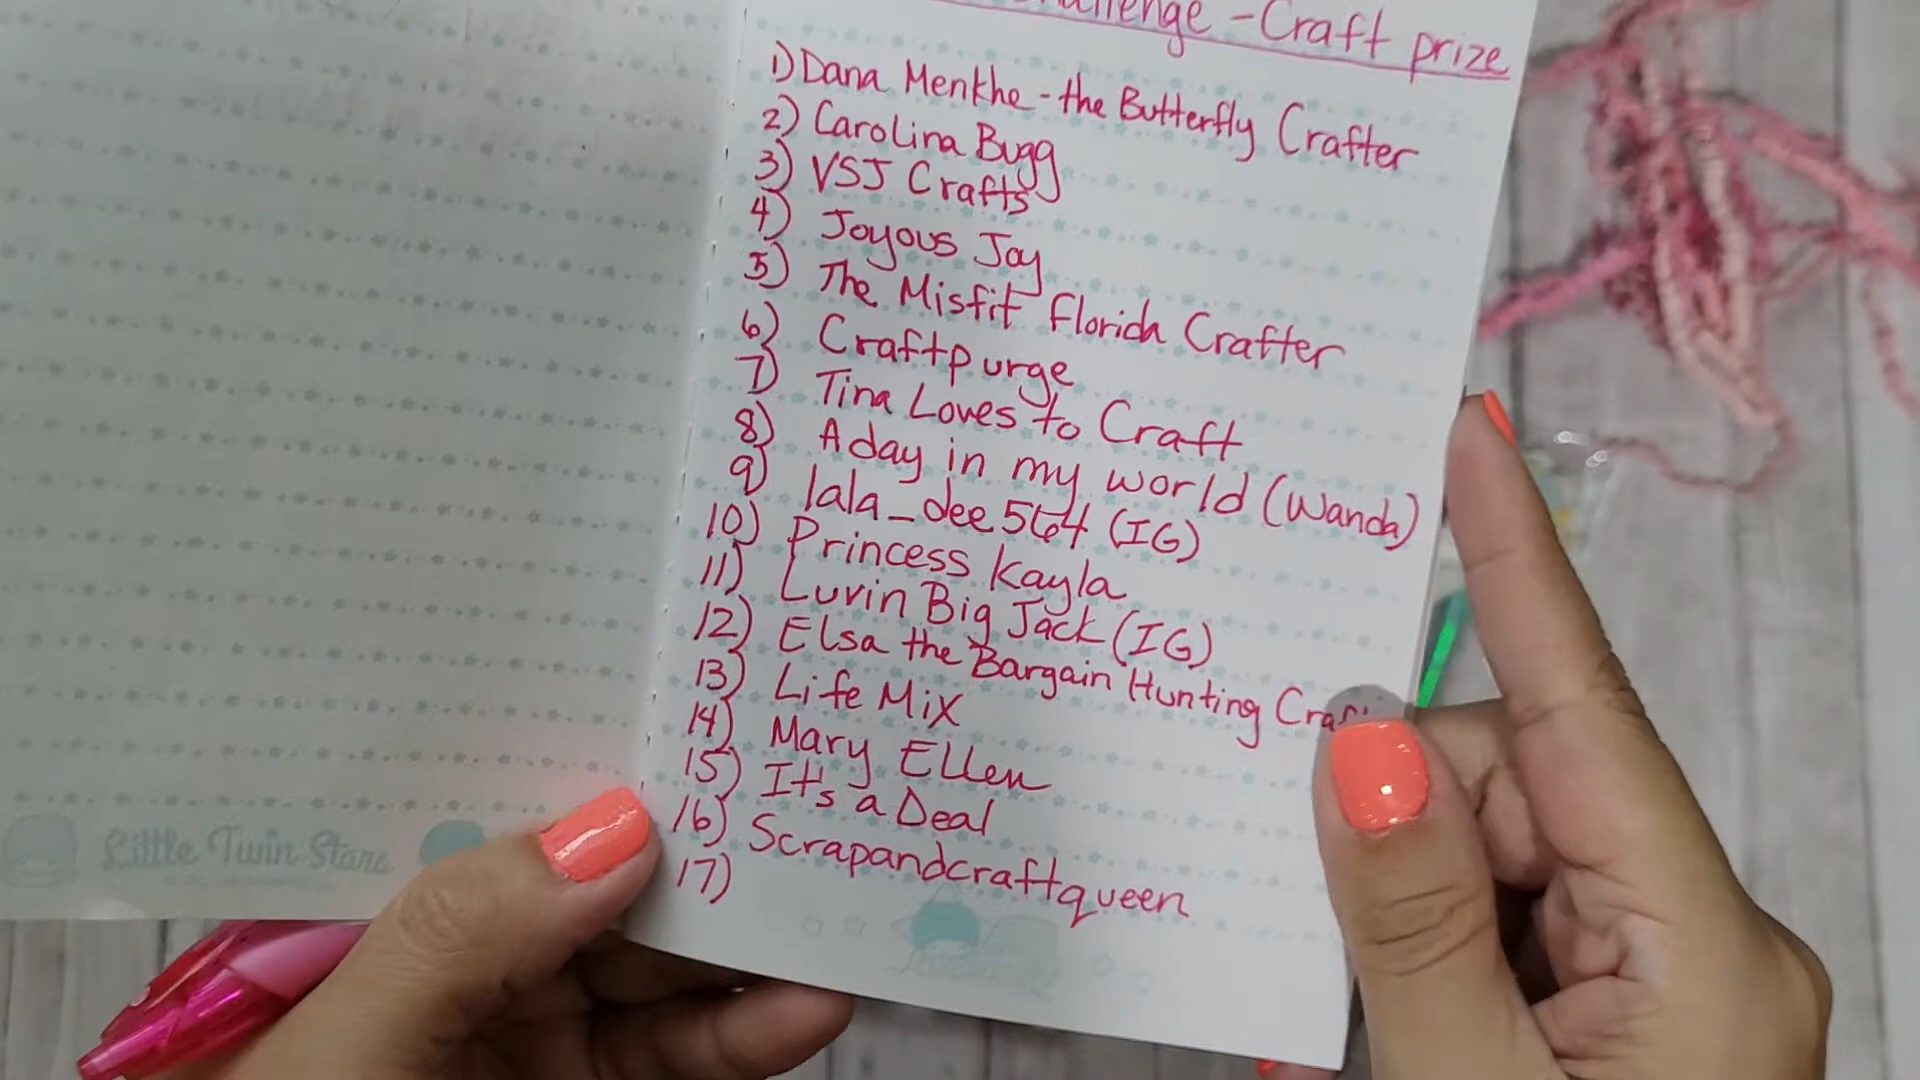 Challenge - Craft prize
1) Dana Menkhe - the Butterfly Crafter
2) Carolina Bugg
3) VSJ Crafts
4) Joyous Joy
5) The Misfit Florida Crafter
6) Craftpurge
7) Tina Loves to Craft
8) A day in my world (Wanda)
9) lala_dee564 (IG)
10) Princess Kayla
11) Luvin Big Jack (IG)
12) Elsa the Bargain Hunting
13) Life Mix
14) Mary Ellen
15) It's a Deal
16) Scrapandcraftqueen
17)
Little Twin Stars